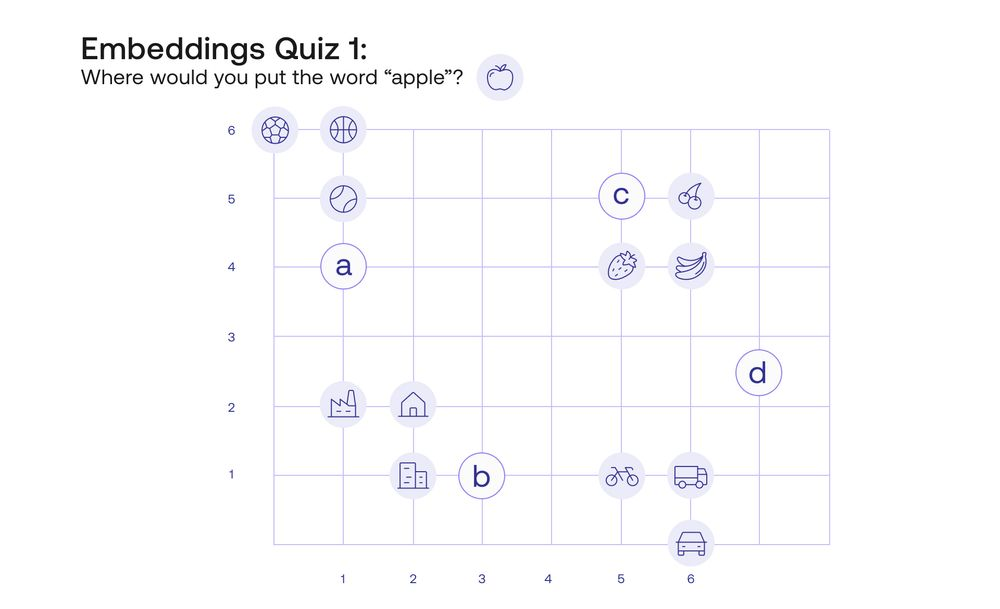 Embeddings Quiz 1:
Where would you put the word “apple”?
6
5
c
4
a
3
d
2
1
b
1 2 3 4 5 6